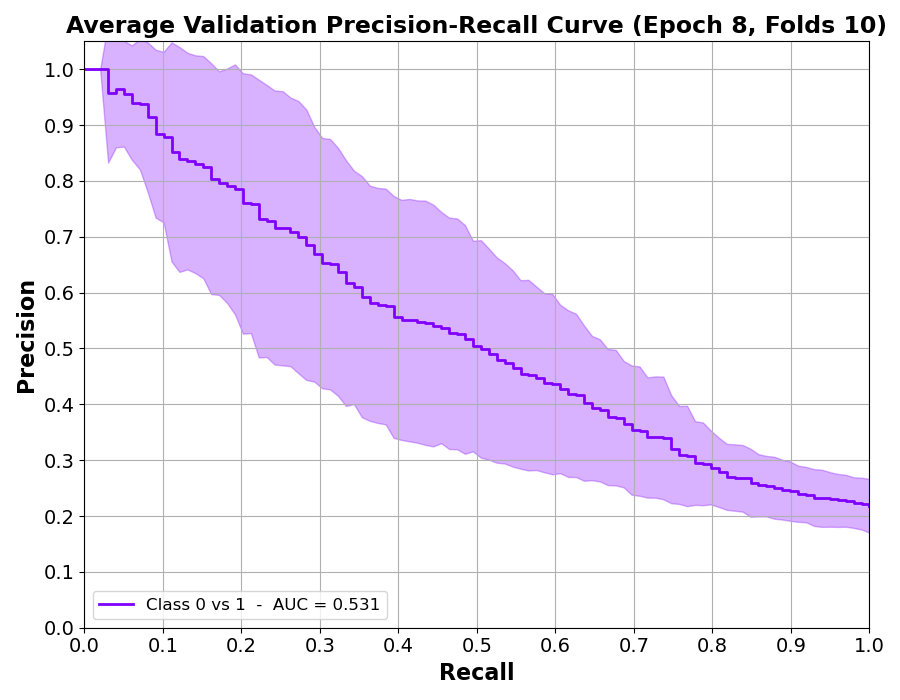 Average Validation Precision-Recall Curve (Epoch 8, Folds 10)
Precision
1.0
0.9
0.8
0.7
0.6
0.5
0.4
0.3
0.2
0.1
0.0
Class 0 vs 1 - AUC = 0.531
0.0 0.1 0.2 0.3 0.4 0.5 0.6 0.7 0.8 0.9 1.0
Recall